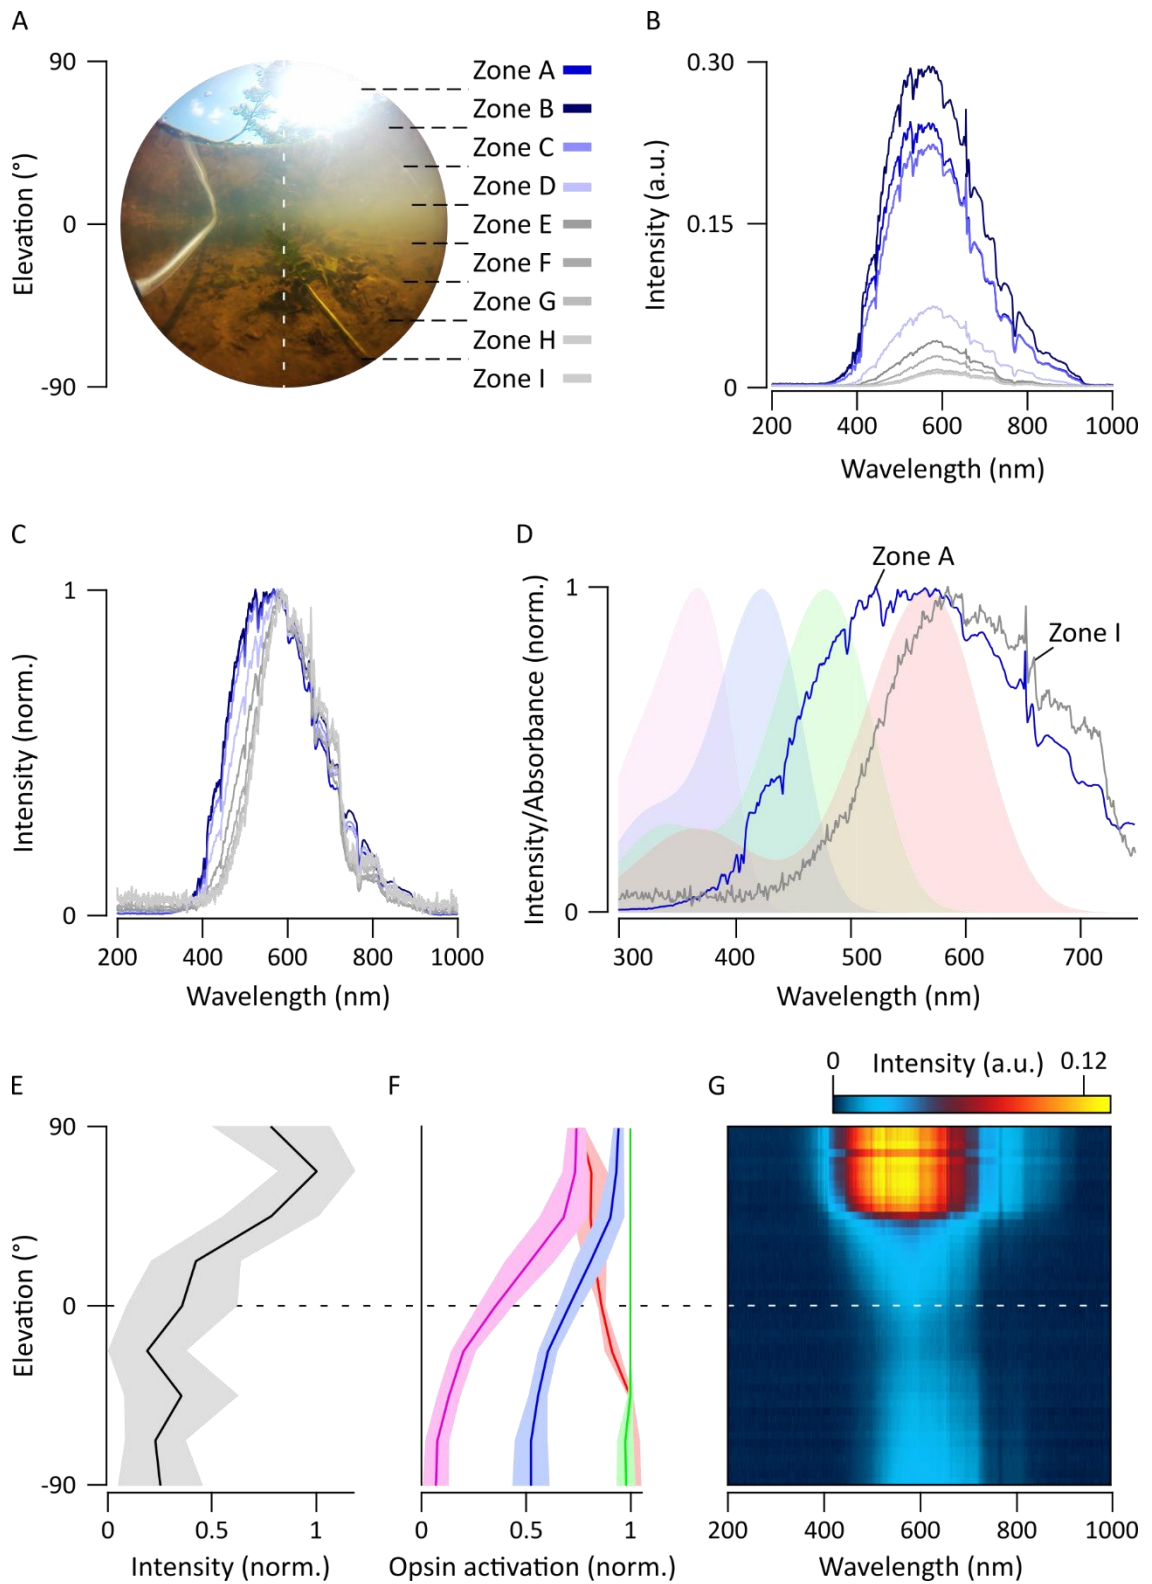 A
90
0
-90
Elevation (°)
Zone A
Zone B
Zone C
Zone D
Zone E
Zone F
Zone G
Zone H
Zone I
B
0.30
0.15
0
Intensity (a.u.)
200 400 600 800 1000
Wavelength (nm)
C
1
0
Intensity (norm.)
200 400 600 800 1000
Wavelength (nm)
D
Zone A
Zone I
1
0
Intensity/Absorbance (norm.)
300 400 500 600 700
Wavelength (nm)
E
90
0
-90
Elevation (°)
0 0.5 1
Intensity (norm.)
F
0 0.5 1
Opsin activation (norm.)
G
0 Intensity (a.u.) 0.12
200 400 600 800 1000
Wavelength (nm)